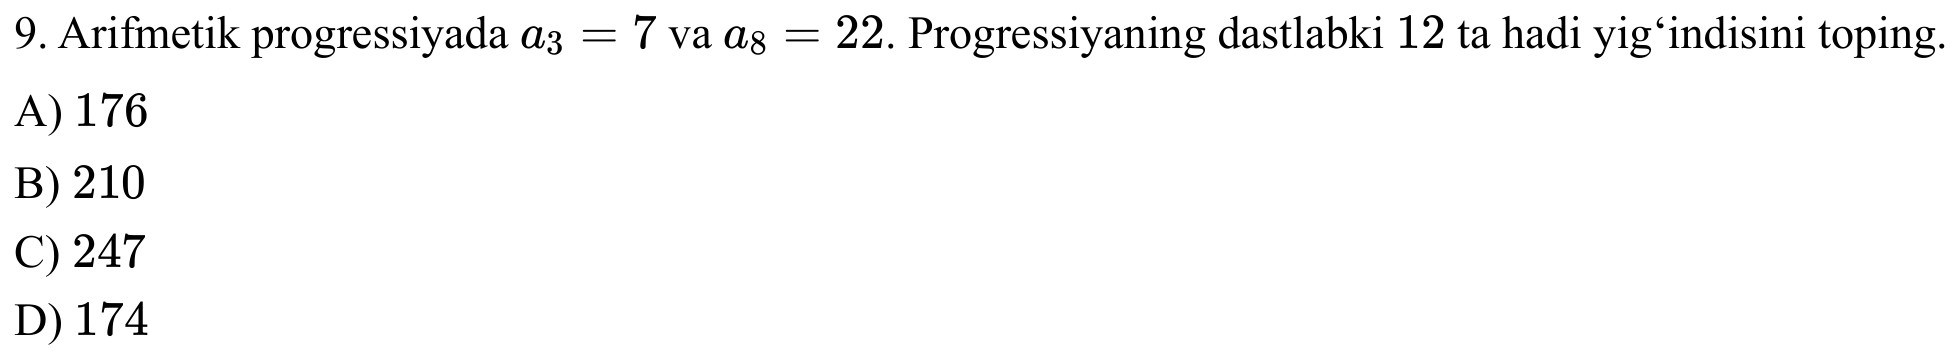 9. Arifmetik progressiyada a₃ = 7 va a₈ = 22. Progressiyaning dastlabki 12 ta hadi yig‘indisini toping.
A) 176
B) 210
C) 247
D) 174